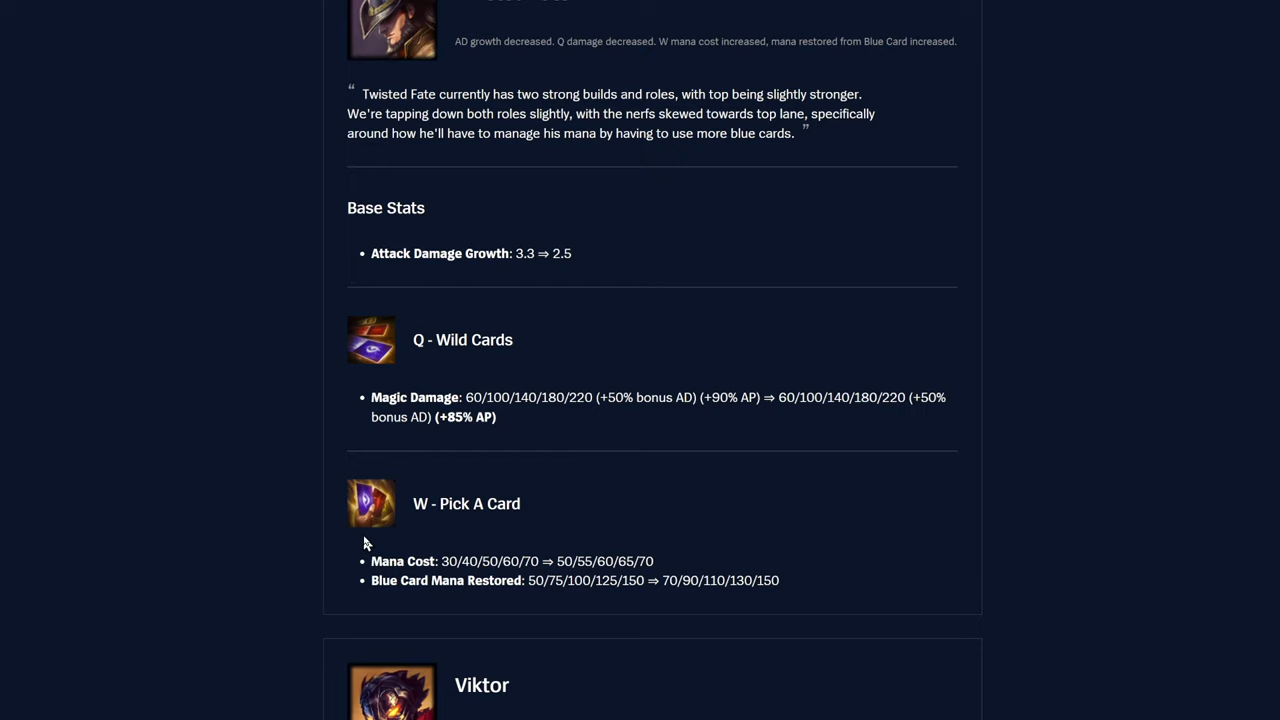 AD growth decreased. Q damage decreased. W mana cost increased, mana restored from Blue Card increased.
“ Twisted Fate currently has two strong builds and roles, with top being slightly stronger.
We're tapping down both roles slightly, with the nerfs skewed towards top lane, specifically
around how he'll have to manage his mana by having to use more blue cards. ”
Base Stats
• Attack Damage Growth: 3.3 ⇒ 2.5
Q - Wild Cards
• Magic Damage: 60/100/140/180/220 (+50% bonus AD) (+90% AP) ⇒ 60/100/140/180/220 (+50%
bonus AD) (+85% AP)
W - Pick A Card
• Mana Cost: 30/40/50/60/70 ⇒ 50/55/60/65/70
• Blue Card Mana Restored: 50/75/100/125/150 ⇒ 70/90/110/130/150
Viktor